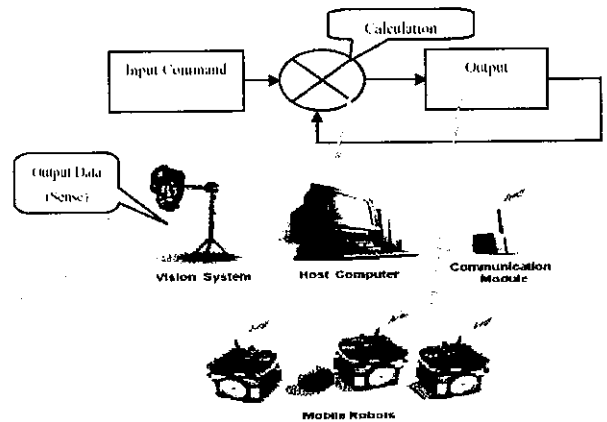 Calculation
Input Command
Output
Output Data
(Sense)
Vision System
Host Computer
Communication
Module
Mobile Robots